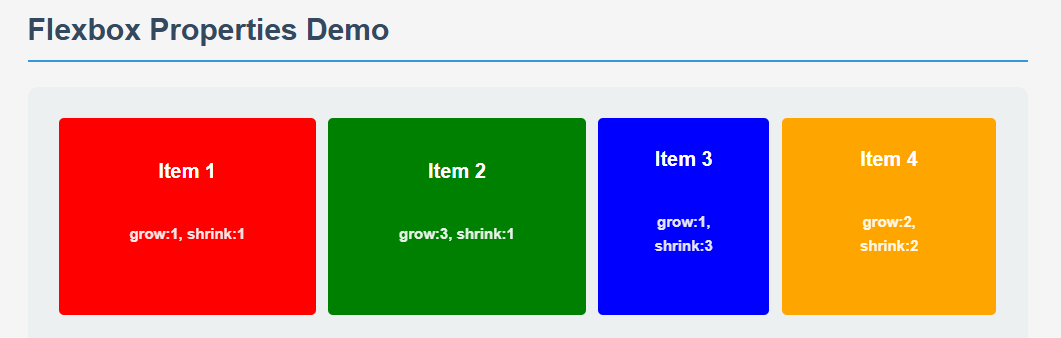 Flexbox Properties Demo
Item 1
grow:1, shrink:1
Item 2
grow:3, shrink:1
Item 3
grow:1,
shrink:3
Item 4
grow:2,
shrink:2